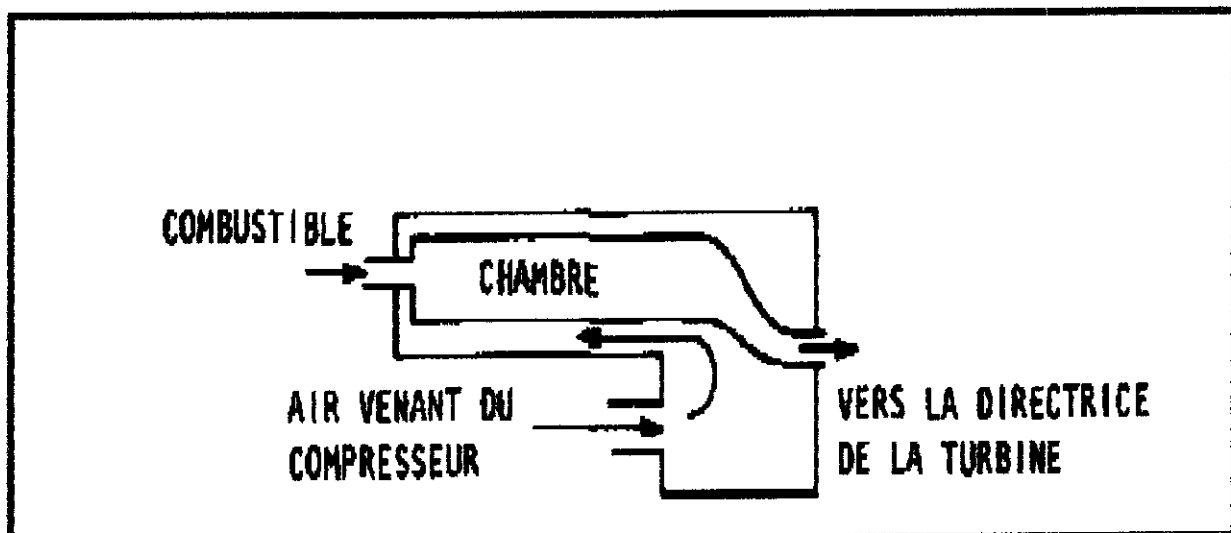 COMBUSTIBLE
CHAMBRE
AIR VENANT DU
COMPRESSEUR
VERS LA DIRECTRICE
DE LA TURBINE